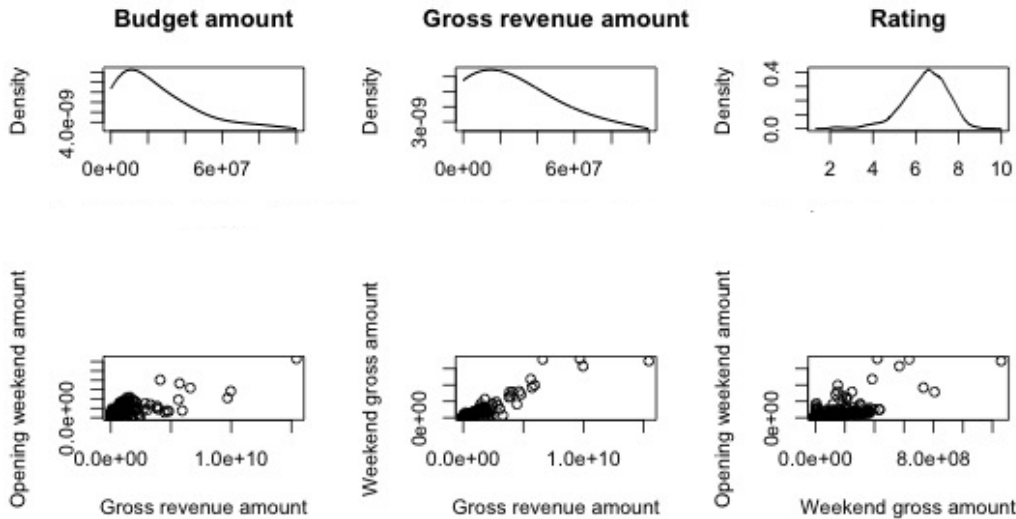 Budget amount
Gross revenue amount
Rating
Density
4.0e-09
0e+00 6e+07
Density
3e-09
0e+00 6e+07
Density
0.0 0.4
2 4 6 8 10
Opening weekend amount
0.0e+00
0.0e+00 1.0e+10
Gross revenue amount
Weekend gross amount
0e+00
0.0e+00 1.0e+10
Gross revenue amount
Opening weekend amount
0e+00
0.0e+00 8.0e+08
Weekend gross amount